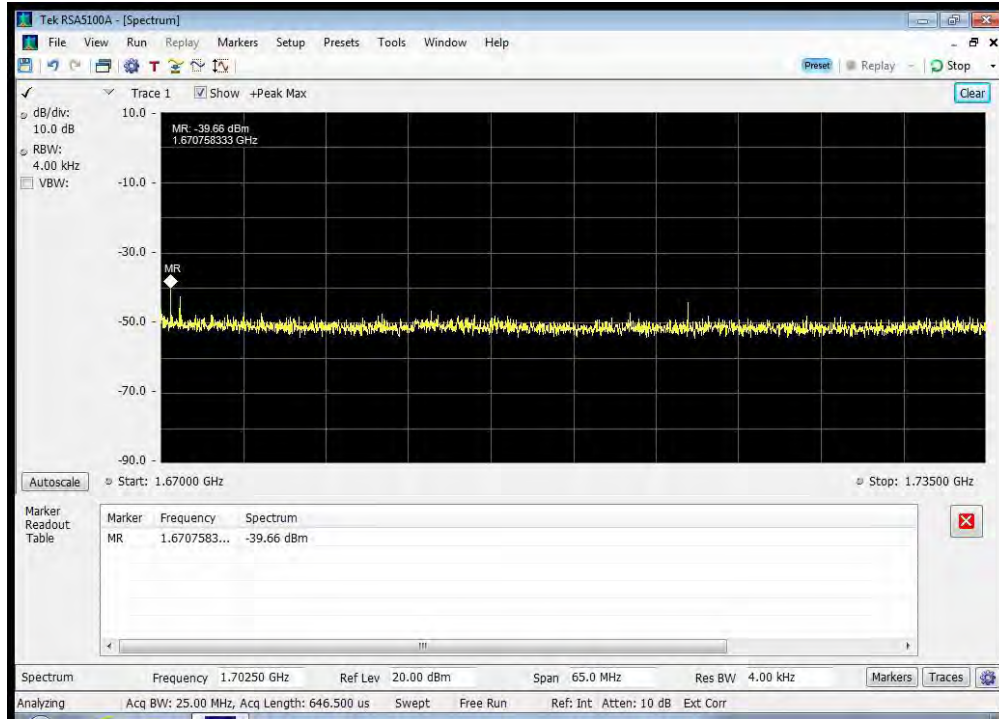 Tek RSA5100A - [Spectrum]
File View Run Replay Markers Setup Presets Tools Window Help
T
Preset Replay Stop
Trace 1 Show +Peak Max Clear
dB/div:
10.0 dB
RBW:
4.00 kHz
VBW:
10.0
-10.0
-30.0
-50.0
-70.0
-90.0
MR: -39.66 dBm
1.670758333 GHz
MR
Autoscale Start: 1.67000 GHz Stop: 1.73500 GHz
Marker
Readout
Table
Marker Frequency Spectrum
MR 1.6707583... -39.66 dBm
Spectrum Frequency 1.70250 GHz Ref Lev 20.00 dBm Span 65.0 MHz Res BW 4.00 kHz Markers Traces
Analyzing Acq BW: 25.00 MHz, Acq Length: 646.500 us Swept Free Run Ref: Int Atten: 10 dB Ext Corr